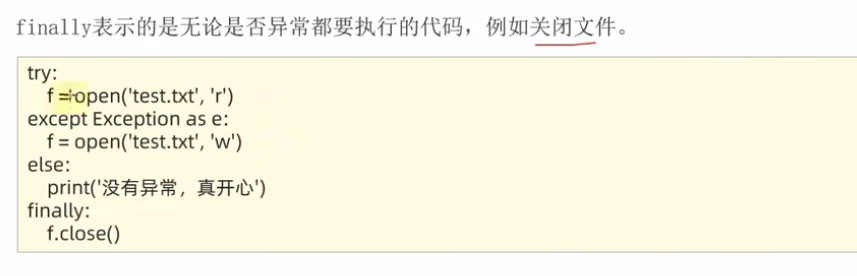 finally表示的是无论是否异常都要执行的代码，例如关闭文件。
try:
    f = open('test.txt', 'r')
except Exception as e:
    f = open('test.txt', 'w')
else:
    print('没有异常，真开心')
finally:
    f.close()